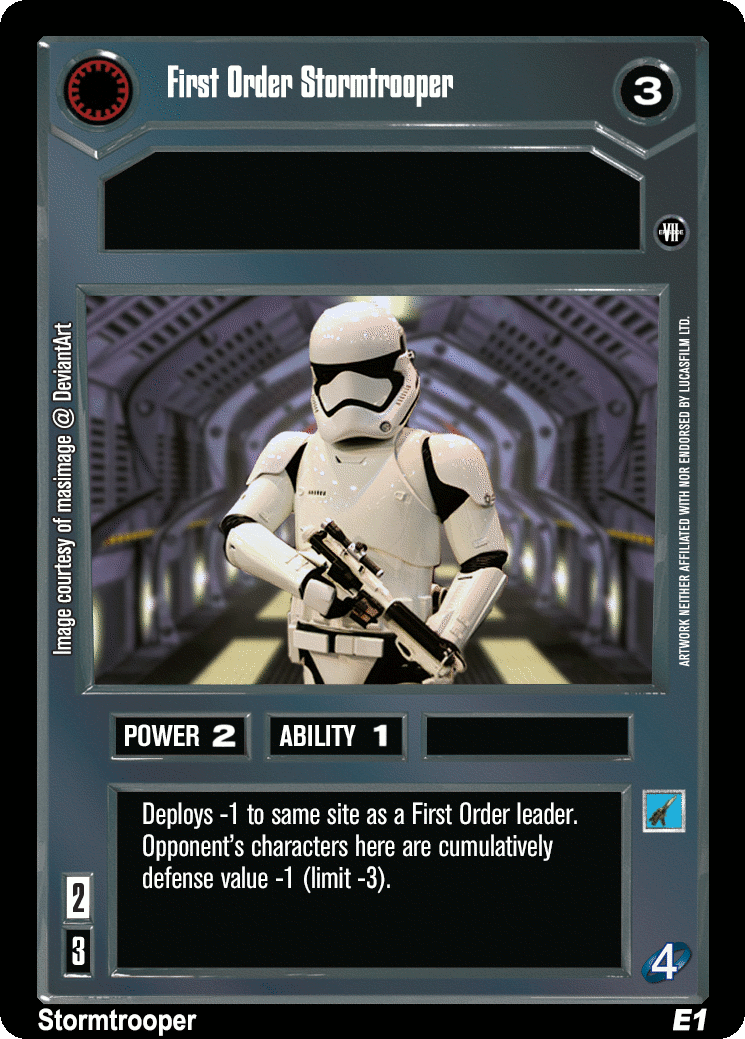 First Order Stormtrooper
3
EPISODE
VII
Image courtesy of masimage @ DeviantArt
ARTWORK NEITHER AFFILIATED WITH NOR ENDORSED BY LUCASFILM LTD.
POWER 2
ABILITY 1
Deploys -1 to same site as a First Order leader.
Opponent's characters here are cumulatively
defense value -1 (limit -3).
2
3
4
Stormtrooper
E1